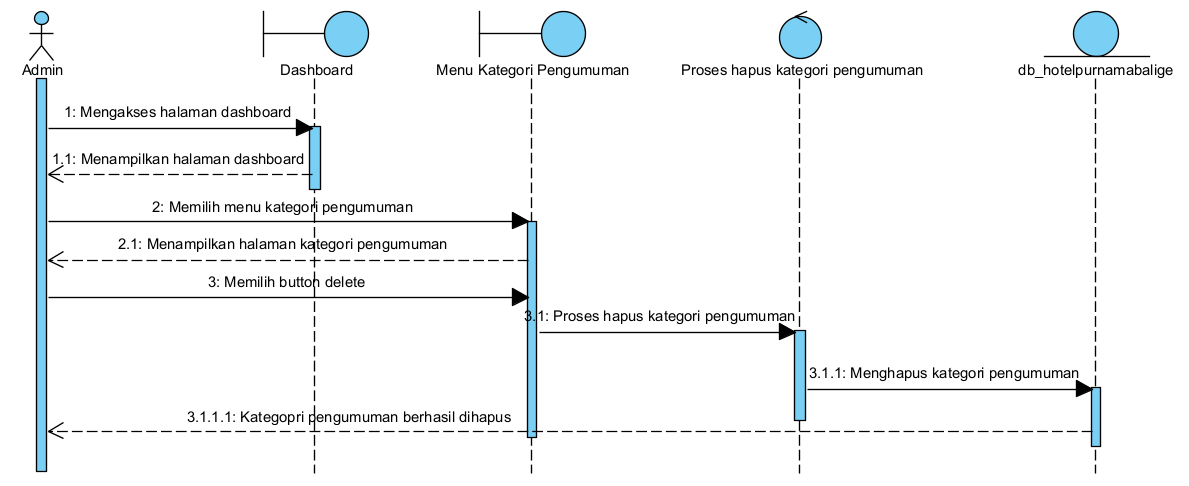 Admin
Dashboard
Menu Kategori Pengumuman
Proses hapus kategori pengumuman
db_hotelpurnamabalige
1: Mengakses halaman dashboard
1.1: Menampilkan halaman dashboard
2: Memilih menu kategori pengumuman
2.1: Menampilkan halaman kategori pengumuman
3: Memilih button delete
3.1: Proses hapus kategori pengumuman
3.1.1: Menghapus kategori pengumuman
3.1.1.1: Kategopri pengumuman berhasil dihapus